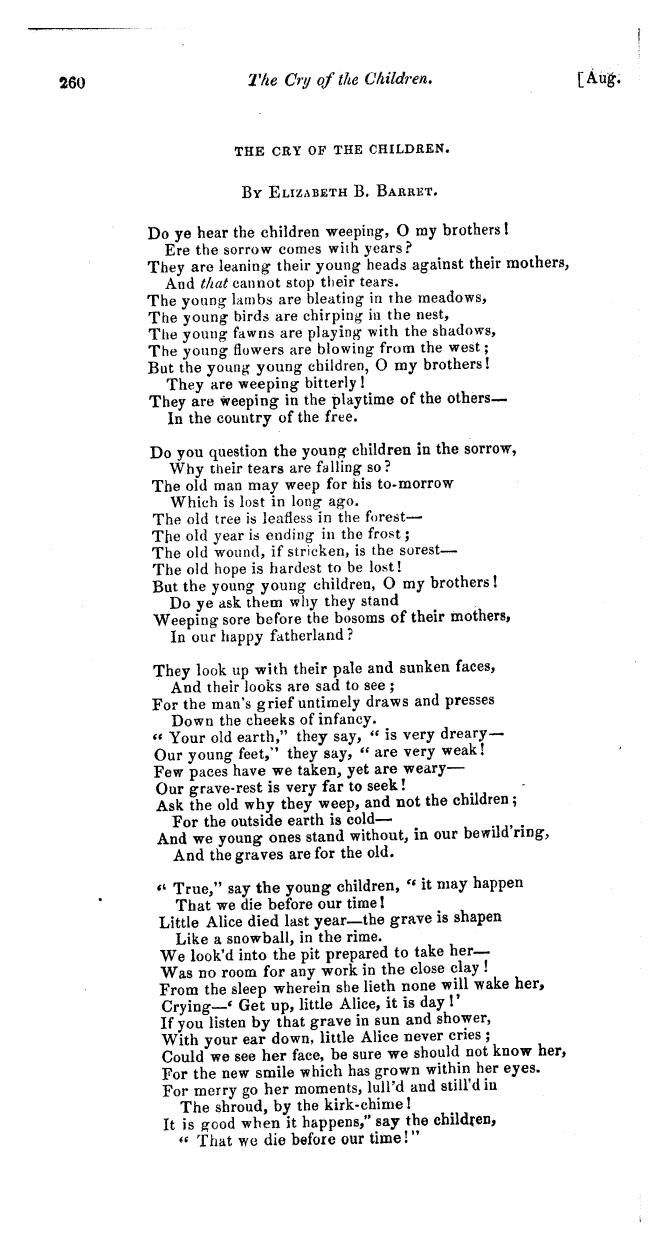 260 The Cry of the Children. [Aug.
THE CRY OF THE CHILDREN.
BY ELIZABETH B. BARRET.
Do ye hear the children weeping, O my brothers!
Ere the sorrow comes with years?
They are leaning their young heads against their mothers,
And that cannot stop their tears.
The young lambs are bleating in the meadows,
The young birds are chirping in the nest,
The young fawns are playing with the shadows,
The young flowers are blowing from the west;
But the young young children, O my brothers!
They are weeping bitterly!
They are weeping in the playtime of the others—
In the country of the free.
Do you question the young children in the sorrow,
Why their tears are falling so?
The old man may weep for his to-morrow
Which is lost in long ago.
The old tree is leafless in the forest—
The old year is ending in the frost;
The old wound, if stricken, is the sorest—
The old hope is hardest to be lost!
But the young young children, O my brothers!
Do ye ask them why they stand
Weeping sore before the bosoms of their mothers,
In our happy fatherland?
They look up with their pale and sunken faces,
And their looks are sad to see;
For the man's grief untimely draws and presses
Down the cheeks of infancy.
"Your old earth," they say, "is very dreary—
Our young feet," they say, "are very weak!
Few paces have we taken, yet are weary—
Our grave-rest is very far to seek!
Ask the old why they weep, and not the children;
For the outside earth is cold—
And we young ones stand without, in our bewild'ring,
And the graves are for the old.
"True," say the young children, "it may happen
That we die before our time!
Little Alice died last year—the grave is shapen
Like a snowball, in the rime.
We look'd into the pit prepared to take her—
Was no room for any work in the close clay!
From the sleep wherein she lieth none will wake her,
Crying—'Get up, little Alice, it is day!'
If you listen by that grave in sun and shower,
With your ear down, little Alice never cries;
Could we see her face, be sure we should not know her,
For the new smile which has grown within her eyes.
For merry go her moments, lull'd and still'd in
The shroud, by the kirk-chime!
It is good when it happens," say the children,
"That we die before our time!"